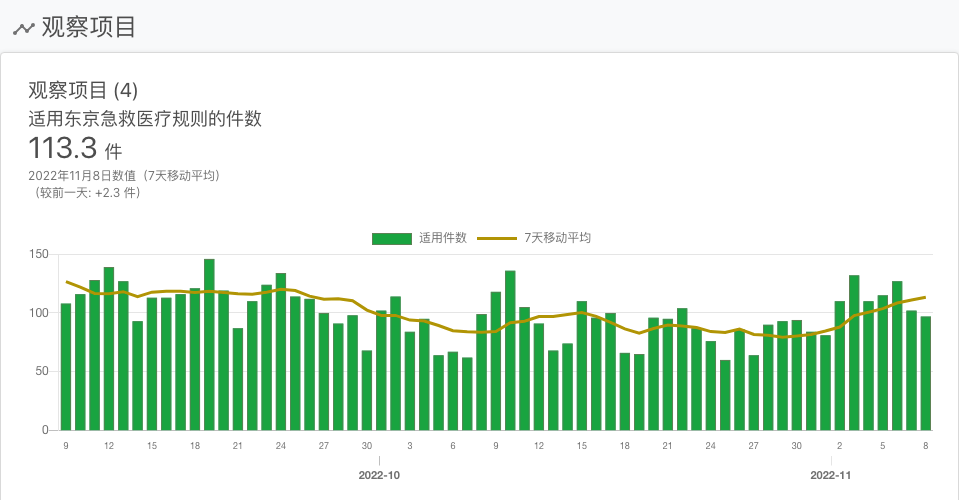 观察项目
观察项目 (4)
适用东京急救医疗规则的件数
113.3 件
2022年11月8日数值（7天移动平均）
（较前一天: +2.3 件）
适用件数 7天移动平均
150
100
50
0
9 12 15 18 21 24 27 30 3 6 9 12 15 18 21 24 27 30 2 5 8
2022-10 2022-11